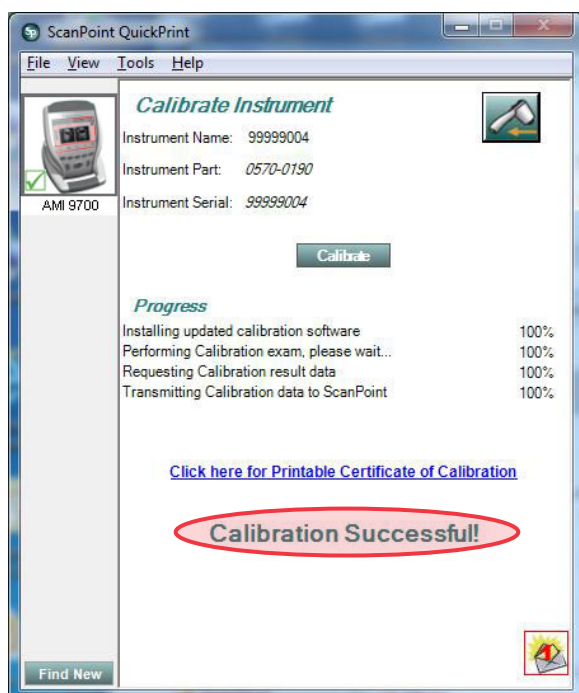 ScanPoint QuickPrint
File View Tools Help
Calibrate Instrument
Instrument Name: 99999004
Instrument Part: 0570-0190
Instrument Serial: 99999004
AMI 9700
Calibrate
Progress
Installing updated calibration software 100%
Performing Calibration exam, please wait... 100%
Requesting Calibration result data 100%
Transmitting Calibration data to ScanPoint 100%
Click here for Printable Certificate of Calibration
Calibration Successful!
Find New